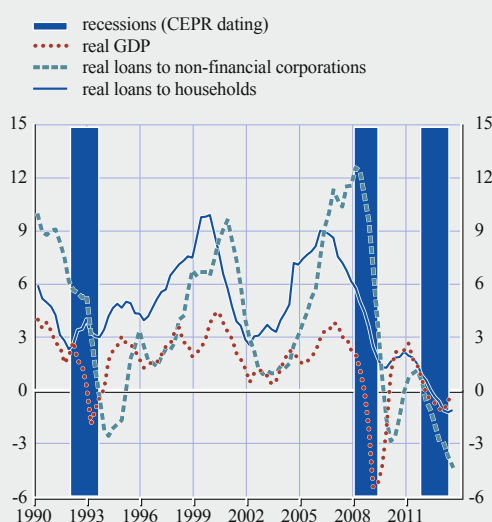 recessions (CEPR dating)
real GDP
real loans to non-financial corporations
real loans to households
15 15
12 12
9 9
6 6
3 3
0 0
-3 -3
-6 -6
1990 1993 1996 1999 2002 2005 2008 2011